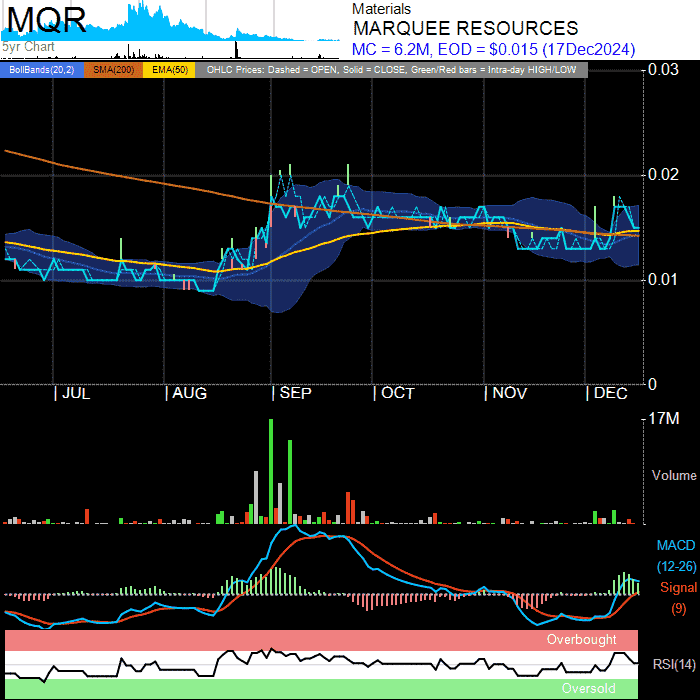 MQR
5yr Chart
Materials
MARQUEE RESOURCES
MC = 6.2M, EOD = $0.015 (17Dec2024)
BollBands(20,2) SMA(200) EMA(50) OHLC Prices: Dashed = OPEN, Solid = CLOSE, Green/Red bars = Intra-day HIGH/LOW
0.03
0.02
0.01
0
| JUL | AUG | SEP | OCT | NOV | DEC
17M
Volume
MACD
(12-26)
Signal
(9)
Overbought
RSI(14)
Oversold